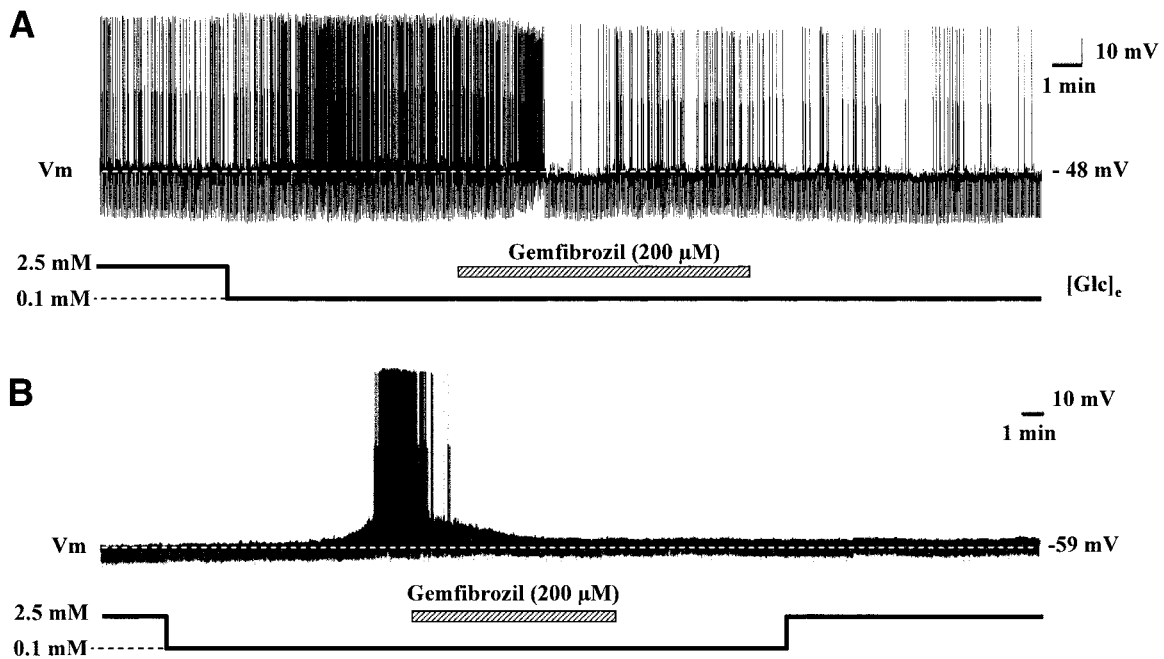 A
10 mV
1 min
Vm
- 48 mV
Gemfibrozil (200 µM)
2.5 mM
0.1 mM
[Glc]e
B
10 mV
1 min
Vm
-59 mV
Gemfibrozil (200 µM)
2.5 mM
0.1 mM